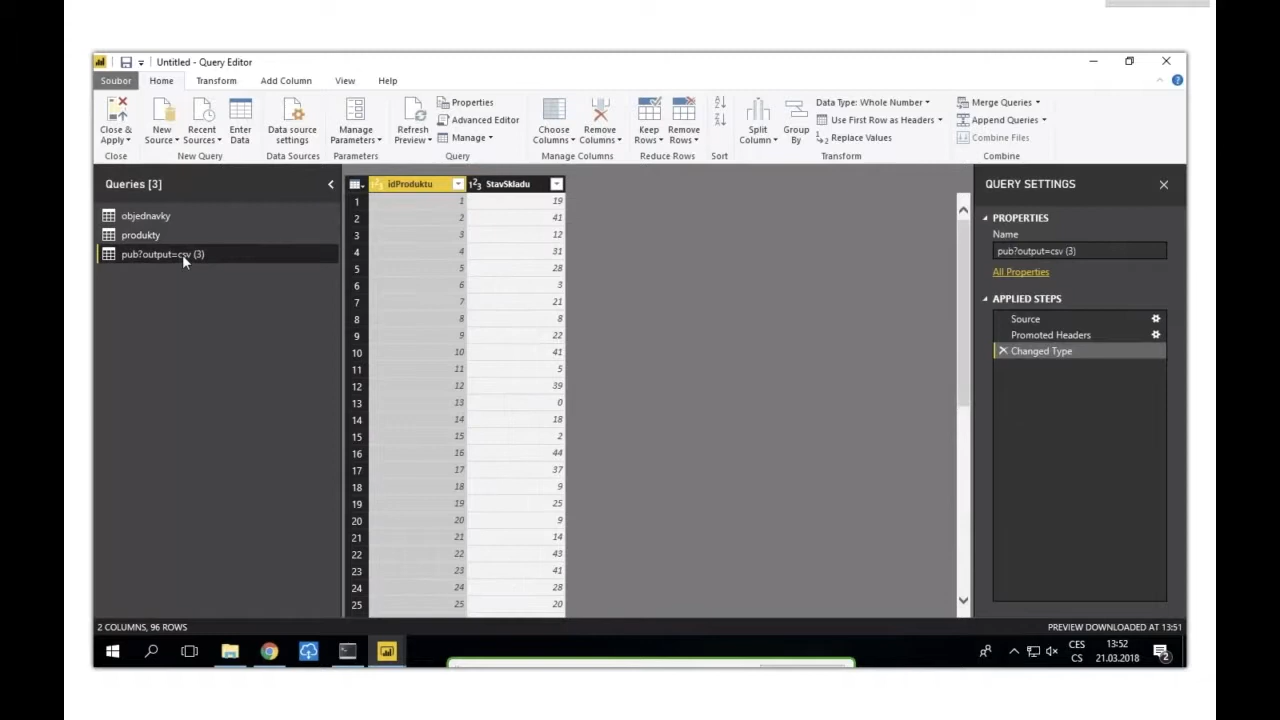 Untitled - Query Editor
Soubor Home Transform Add Column View Help
Close & Apply
New Source
Recent Sources
Enter Data
Data source settings
Manage Parameters
Refresh Preview
Properties
Advanced Editor
Manage
Choose Columns
Remove Columns
Keep Rows
Remove Rows
Split Column
Group By
Data Type: Whole Number
Use First Row as Headers
Replace Values
Merge Queries
Append Queries
Combine Files
Close New Query Data Sources Parameters Query Manage Columns Reduce Rows Sort Transform Combine
Queries [3]
objednavky
produkty
pub?output=csv (3)
idProduktu StavSkladu
1 1 19
2 2 41
3 3 12
4 4 31
5 5 28
6 6 3
7 7 21
8 8 8
9 9 22
10 10 41
11 11 5
12 12 39
13 13 0
14 14 18
15 15 2
16 16 44
17 17 37
18 18 9
19 19 25
20 20 9
21 21 14
22 22 43
23 23 41
24 24 28
25 25 20
QUERY SETTINGS
PROPERTIES
Name
pub?output=csv (3)
All Properties
APPLIED STEPS
Source
Promoted Headers
Changed Type
2 COLUMNS, 96 ROWS
PREVIEW DOWNLOADED AT 13:51
CES
CS
13:52
21.03.2018
2